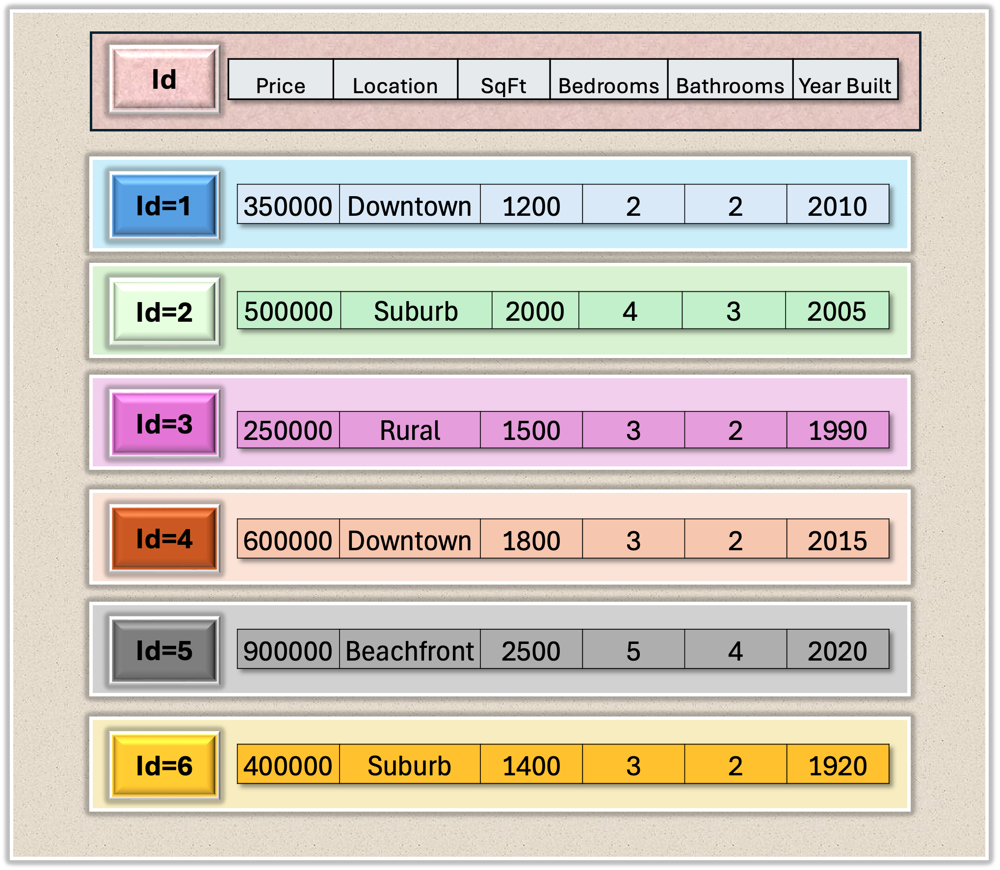 Id Price Location SqFt Bedrooms Bathrooms Year Built
Id=1 350000 Downtown 1200 2 2 2010
Id=2 500000 Suburb 2000 4 3 2005
Id=3 250000 Rural 1500 3 2 1990
Id=4 600000 Downtown 1800 3 2 2015
Id=5 900000 Beachfront 2500 5 4 2020
Id=6 400000 Suburb 1400 3 2 1920